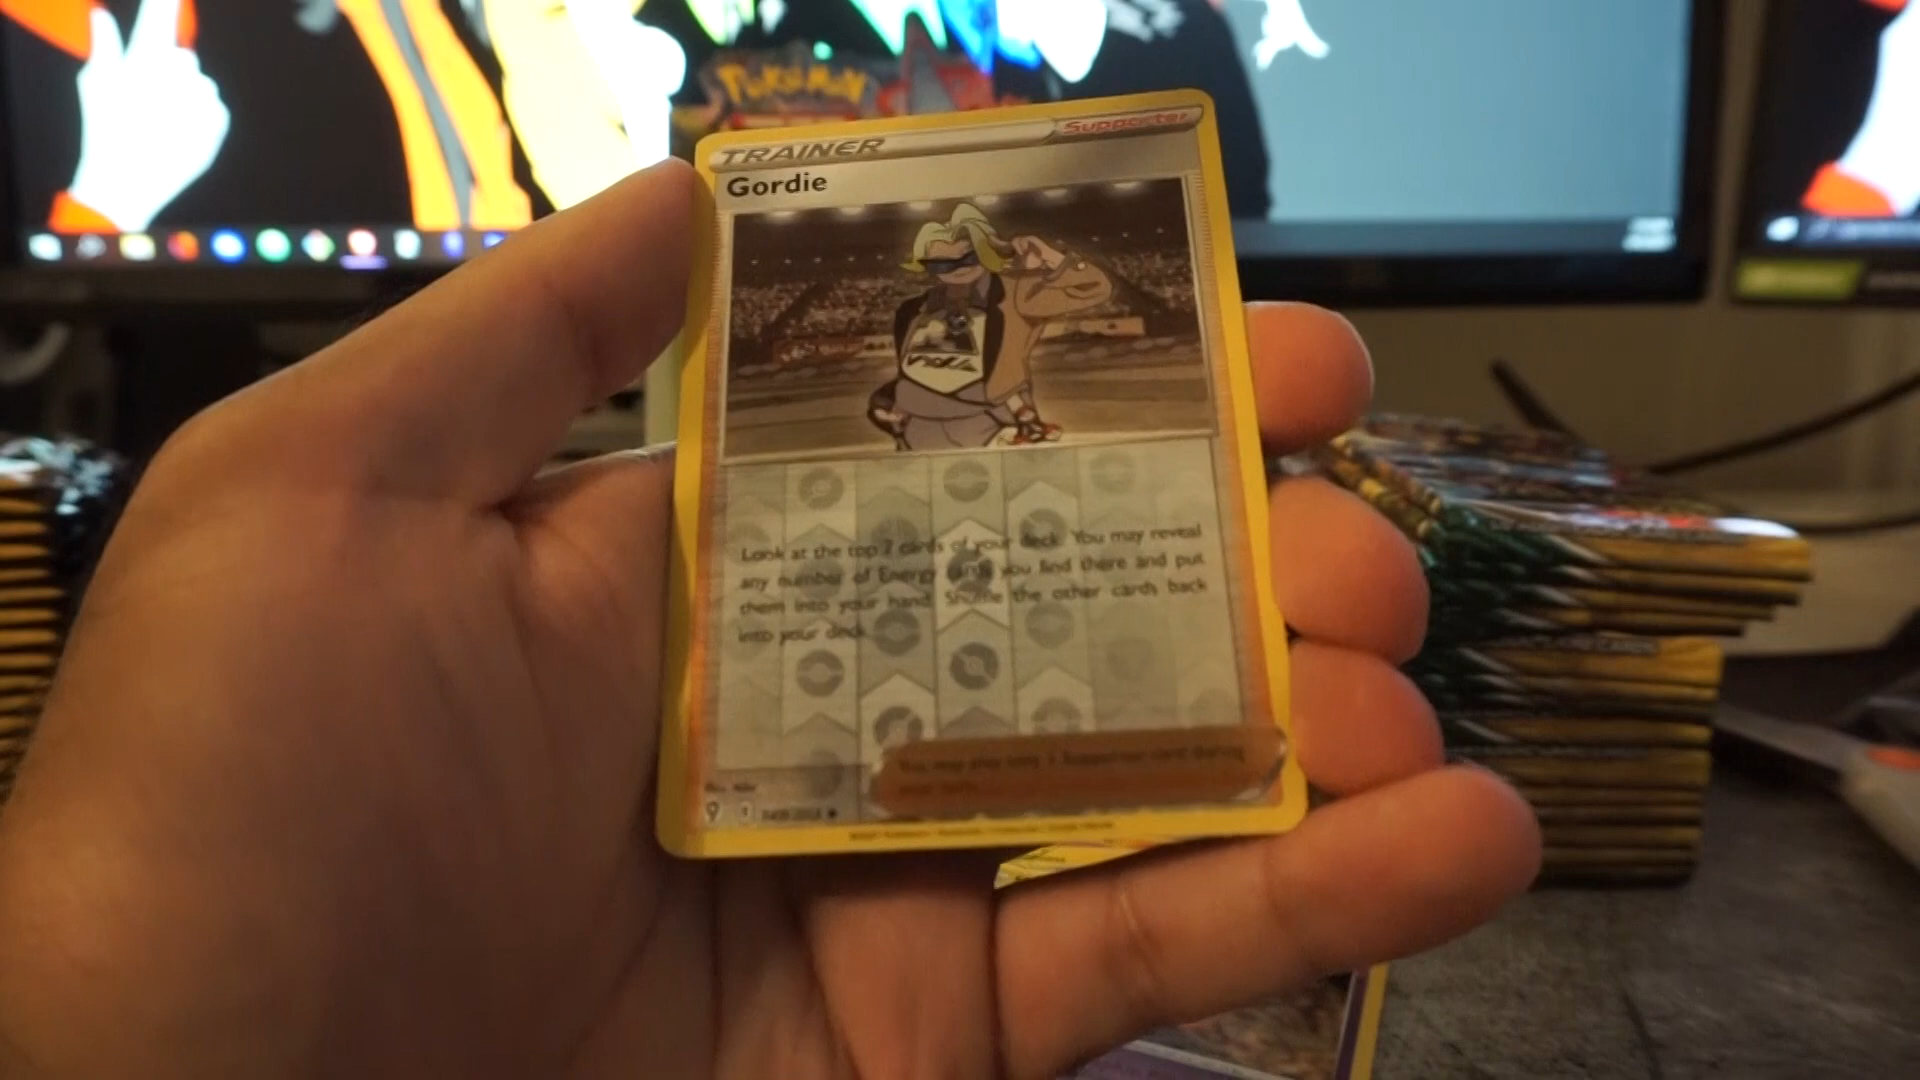 POKéMON
TRAINER
Supporter
Gordie
Look at the top 7 cards of your deck. You may reveal
any number of Energy cards you find there and put
them into your hand. Shuffle the other cards back
into your deck.
You may play only 1 Supporter card during
your turn.